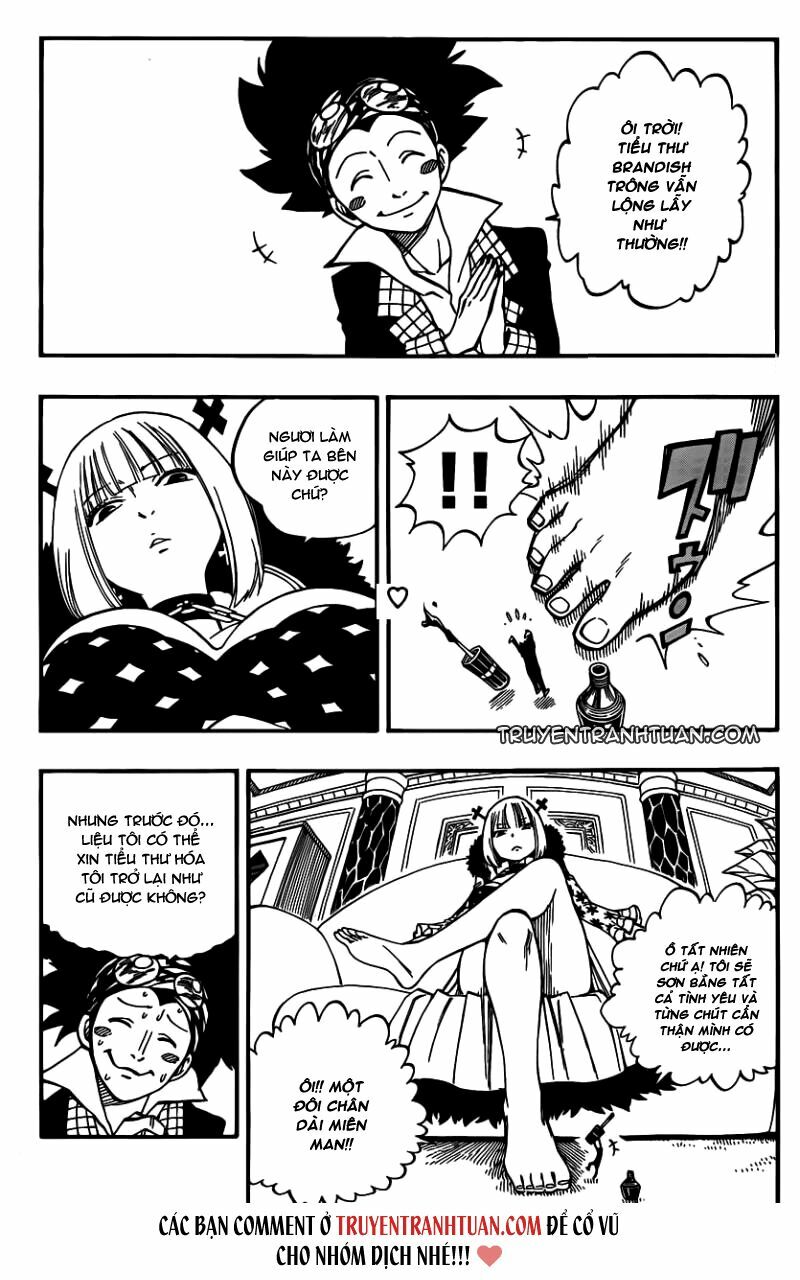 ÔI TRỜI!
TIỂU THƯ
BRANDISH
TRÔNG VẪN
LỘNG LẪY
NHƯ
THƯỜNG!!
NGƯƠI LÀM
GIÚP TA BÊN
NÀY ĐƯỢC
CHỨ?
!!
ズゥン
TRUYENTRANHTUAN.COM
NHƯNG TRƯỚC ĐÓ...
LIỆU TÔI CÓ THỂ
XIN TIỂU THƯ HÓA
TÔI TRỞ LẠI NHƯ
CŨ ĐƯỢC KHÔNG?
Ồ TẤT NHIÊN
CHỨ Ạ! TÔI SẼ
SƠN BẰNG TẤT
CẢ TÌNH YÊU VÀ
TỪNG CHÚT CẨN
THẬN MÌNH CÓ
ĐƯỢC...
ÔI!! MỘT
ĐÔI CHÂN
DÀI MIÊN
MAN!!
CÁC BẠN COMMENT Ở TRUYENTRANHTUAN.COM ĐỂ CỔ VŨ
CHO NHÓM DỊCH NHÉ!!! ❤